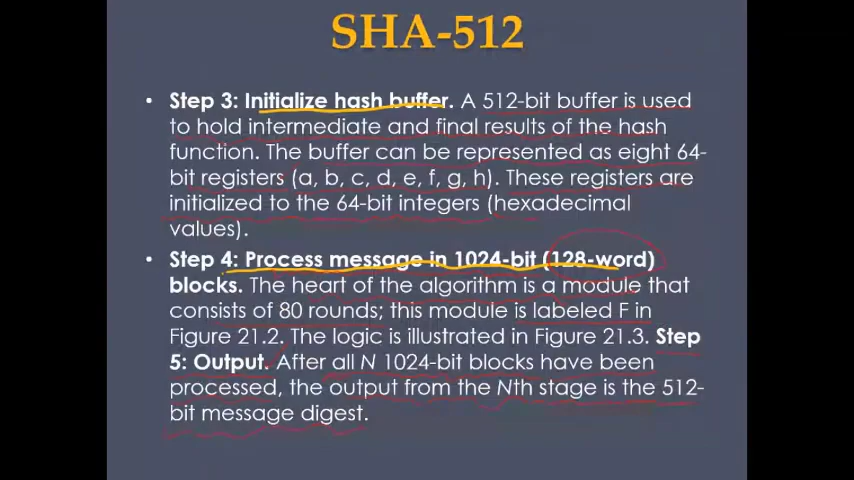 SHA-512
• Step 3: Initialize hash buffer. A 512-bit buffer is used
to hold intermediate and final results of the hash
function. The buffer can be represented as eight 64-
bit registers (a, b, c, d, e, f, g, h). These registers are
initialized to the 64-bit integers (hexadecimal
values).
• Step 4: Process message in 1024-bit (128-word)
blocks. The heart of the algorithm is a module that
consists of 80 rounds; this module is labeled F in
Figure 21.2. The logic is illustrated in Figure 21.3. Step
5: Output. After all N 1024-bit blocks have been
processed, the output from the Nth stage is the 512-
bit message digest.